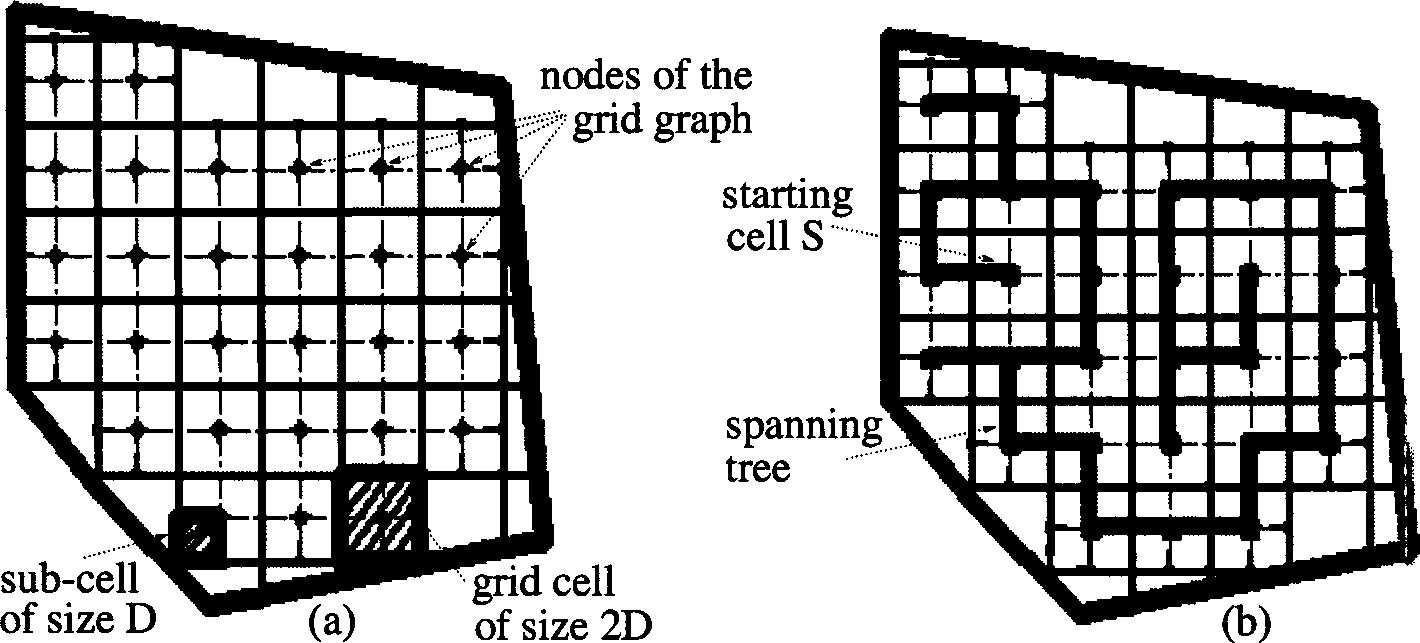 nodes of the
grid graph
sub-cell
of size D
(a)
grid cell
of size 2D
starting
cell S
spanning
tree
(b)